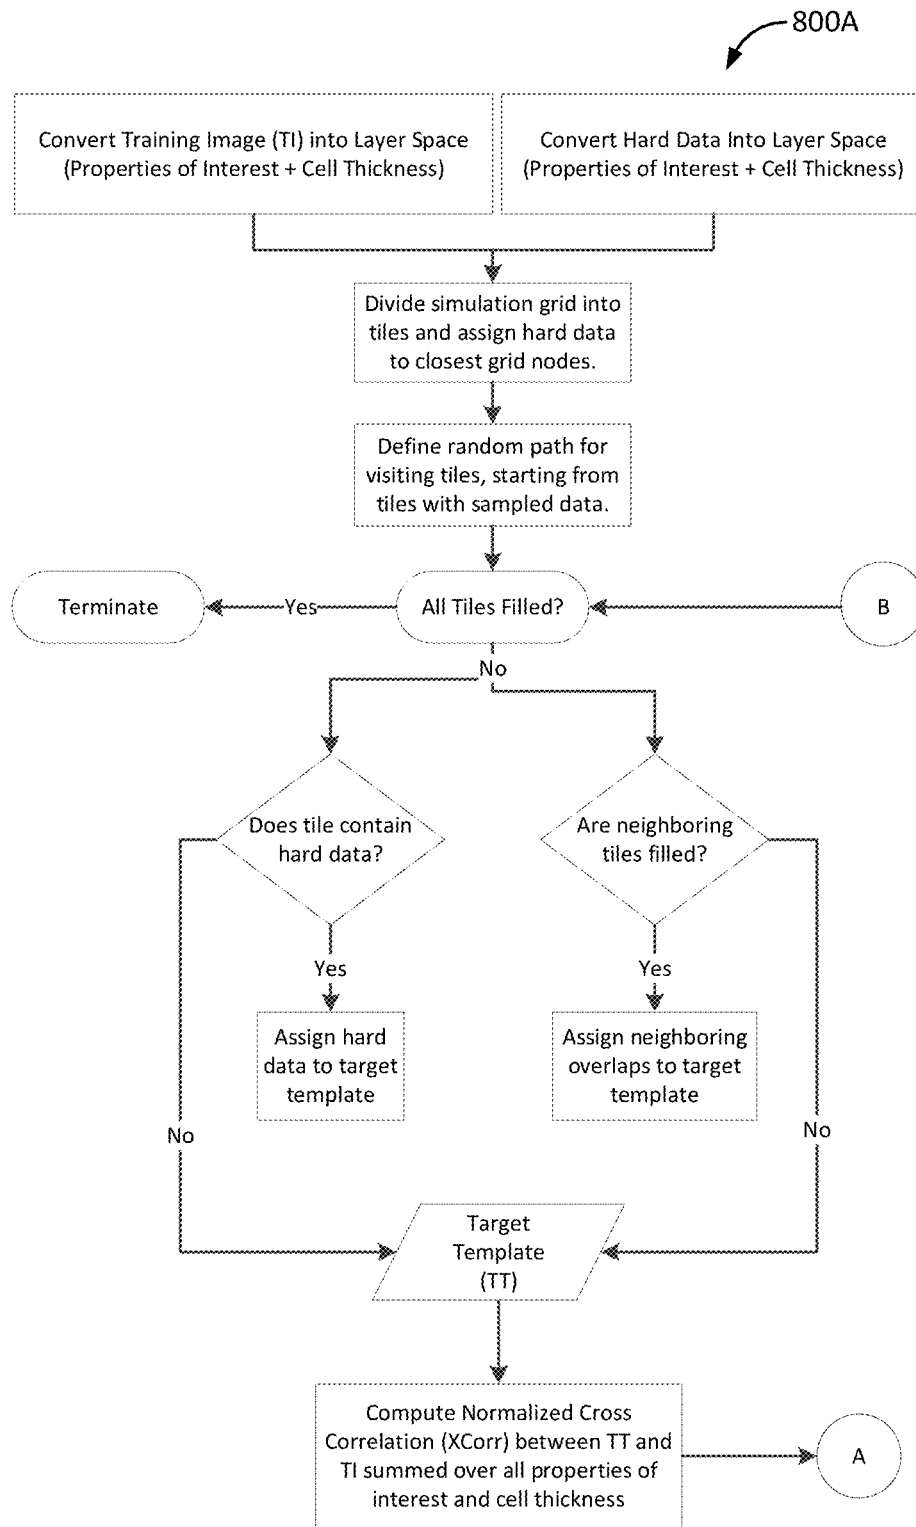 800A
Convert Training Image (TI) into Layer Space
(Properties of Interest + Cell Thickness)
Convert Hard Data Into Layer Space
(Properties of Interest + Cell Thickness)
Divide simulation grid into
tiles and assign hard data
to closest grid nodes.
Define random path for
visiting tiles, starting from
tiles with sampled data.
Terminate
Yes
All Tiles Filled?
B
No
Does tile contain
hard data?
Are neighboring
tiles filled?
Yes
Yes
Assign hard
data to target
template
Assign neighboring
overlaps to target
template
No
No
Target
Template
(TT)
Compute Normalized Cross
Correlation (XCorr) between TT and
TI summed over all properties of
interest and cell thickness
A